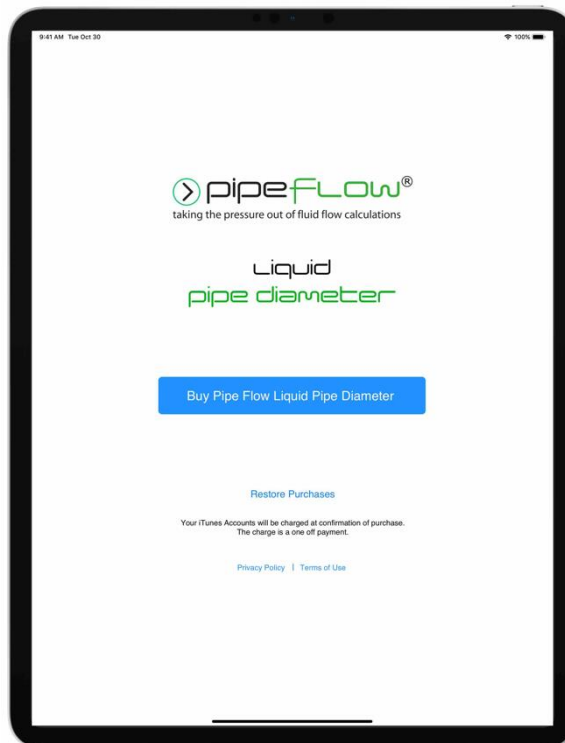 9:41 AM Tue Oct 30
100%
pipeflow®
taking the pressure out of fluid flow calculations
Liquid
pipe diameter
Buy Pipe Flow Liquid Pipe Diameter
Restore Purchases
Your iTunes Accounts will be charged at confirmation of purchase.
The charge is a one off payment.
Privacy Policy | Terms of Use